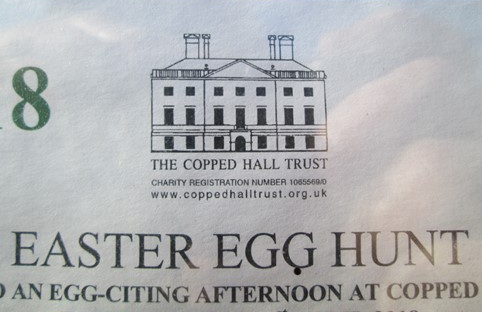 8
THE COPPED HALL TRUST
CHARITY REGISTRATION NUMBER 1065569/0
www.coppedhalltrust.org.uk
EASTER EGG HUNT
AN EGG-CITING AFTERNOON AT COPPED